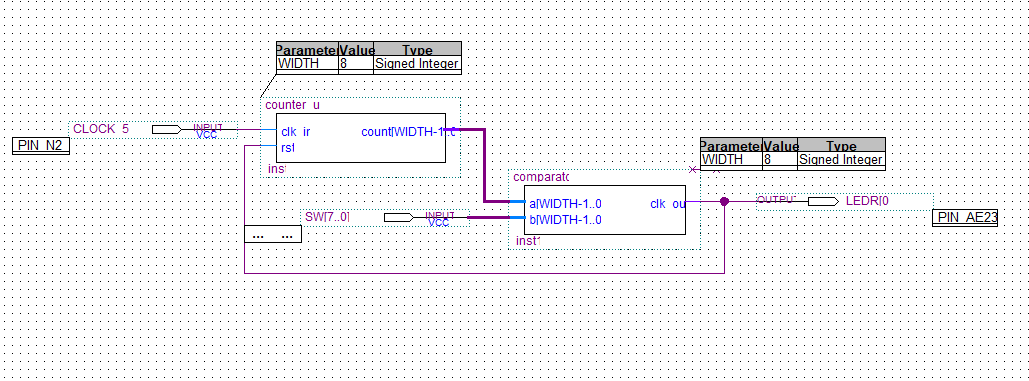 Parameter Value Type
WIDTH 8 Signed Integer
counter_u
CLOCK_5
INPUT
VCC
clk_ir
count[WIDTH-1..0
PIN_N2
rst
Parameter Value Type
WIDTH 8 Signed Integer
inst
comparato
a[WIDTH-1..0
clk_ou
OUTPUT
LEDR[0
SW[7..0]
INPUT
VCC
b[WIDTH-1..0
PIN_AE23
... ...
inst1